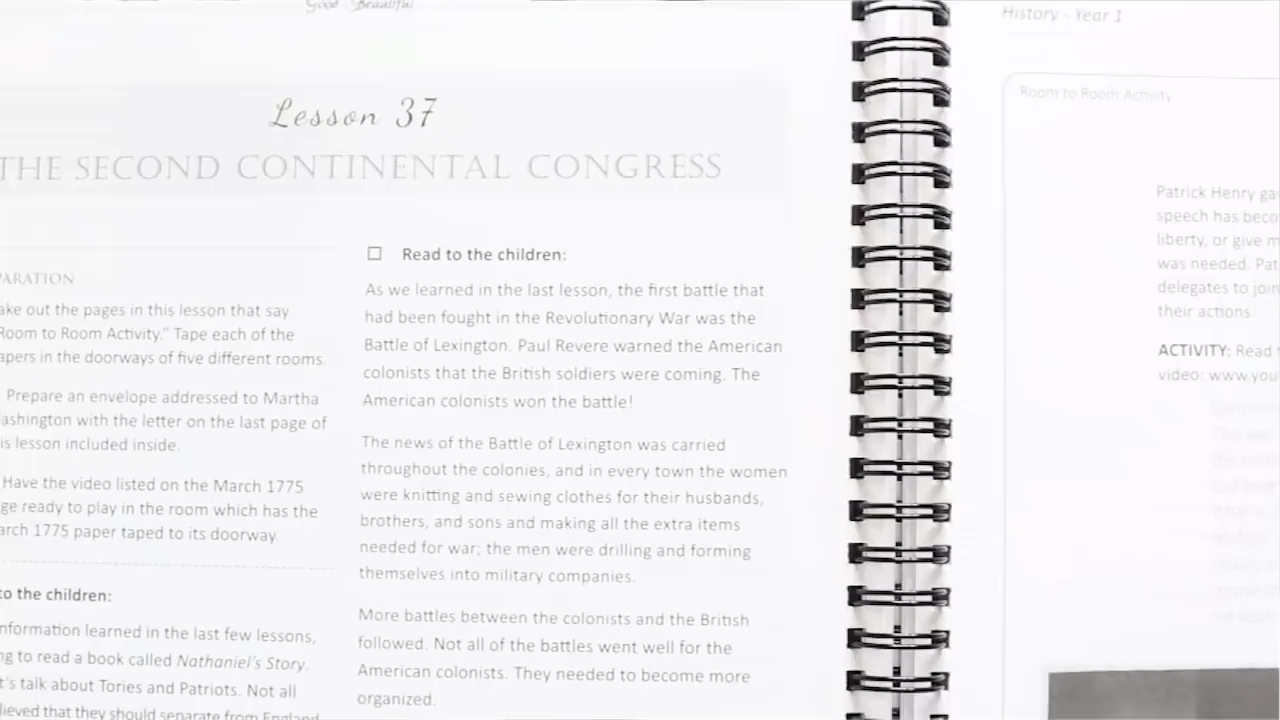 Good Beautiful
Lesson 37
THE SECOND CONTINENTAL CONGRESS
PARATION
ake out the pages in this lesson that say
Room to Room Activity." Tape each of the
apers in the doorways of five different rooms.
Prepare an envelope addressed to Martha
ashington with the letter on the last page of
is lesson included inside.
Have the video listed on the March 1775
ge ready to play in the room which has the
arch 1775 paper taped to its doorway.
to the children:
nformation learned in the last few lessons,
ng to read a book called Nathaniel's Story.
t's talk about Tories and Patriots. Not all
lieved that they should separate from England
☐ Read to the children:
As we learned in the last lesson, the first battle that
had been fought in the Revolutionary War was the
Battle of Lexington. Paul Revere warned the American
colonists that the British soldiers were coming. The
American colonists won the battle!
The news of the Battle of Lexington was carried
throughout the colonies, and in every town the women
were knitting and sewing clothes for their husbands,
brothers, and sons and making all the extra items
needed for war; the men were drilling and forming
themselves into military companies.
More battles between the colonists and the British
followed. Not all of the battles went well for the
American colonists. They needed to become more
organized.
History - Year 1
Room to Room Activity
Patrick Henry ga
speech has beco
liberty, or give m
was needed. Pat
delegates to join
their actions.
ACTIVITY: Read t
video: www.you